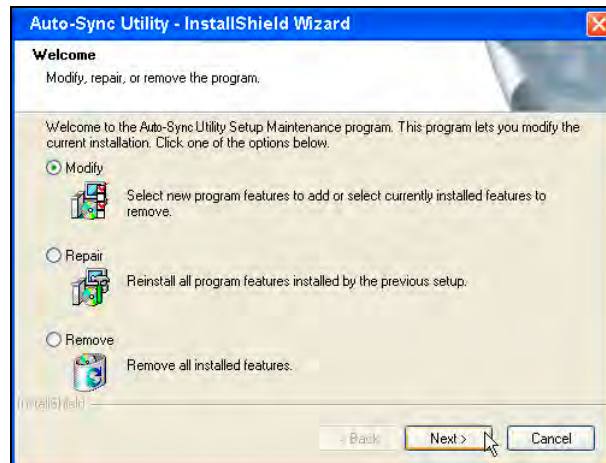 Auto-Sync Utility - InstallShield Wizard
Welcome
Modify, repair, or remove the program.
Welcome to the Auto-Sync Utility Setup Maintenance program. This program lets you modify the
current installation. Click one of the options below.
Modify
Select new program features to add or select currently installed features to
remove.
Repair
Reinstall all program features installed by the previous setup.
Remove
Remove all installed features.
InstallShield
< Back Next > Cancel